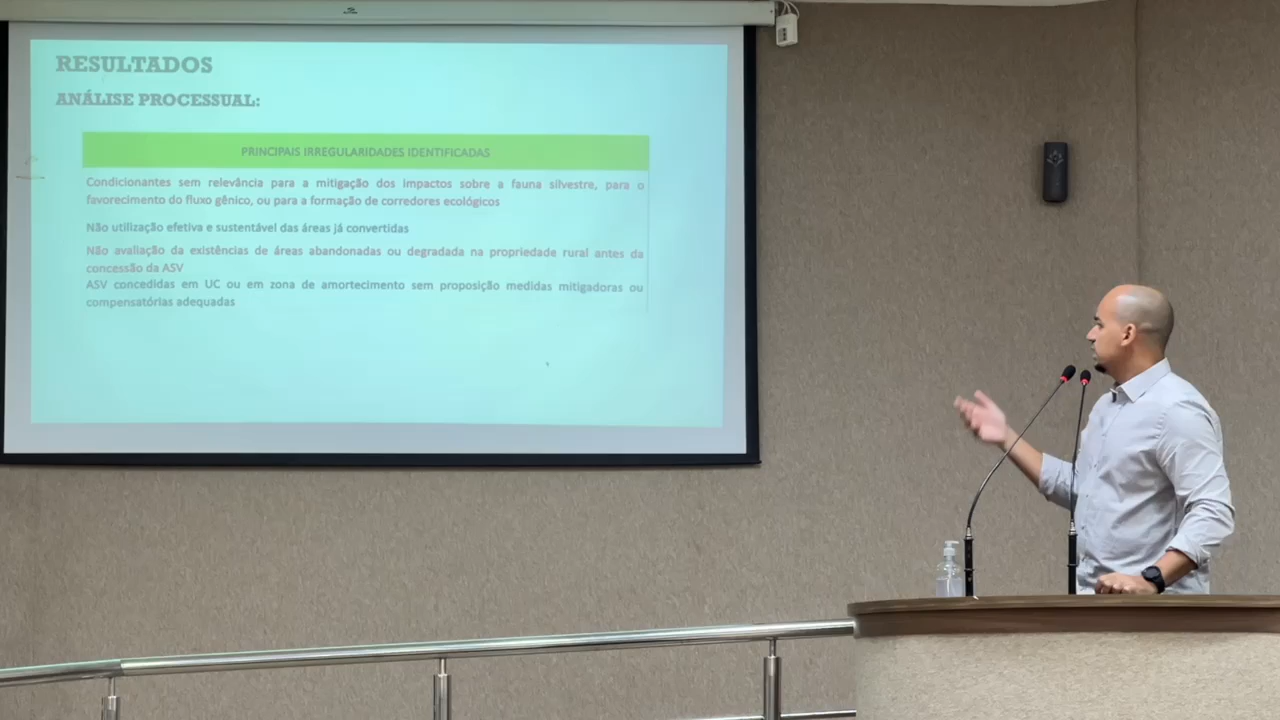 RESULTADOS
ANÁLISE PROCESSUAL:
PRINCIPAIS IRREGULARIDADES IDENTIFICADAS
Condicionantes sem relevância para a mitigação dos impactos sobre a fauna silvestre, para o
favorecimento do fluxo gênico, ou para a formação de corredores ecológicos
Não utilização efetiva e sustentável das áreas já convertidas
Não avaliação da existências de áreas abandonadas ou degradada na propriedade rural antes da
concessão da ASV
ASV concedidas em UC ou em zona de amortecimento sem proposição medidas mitigadoras ou
compensatórias adequadas